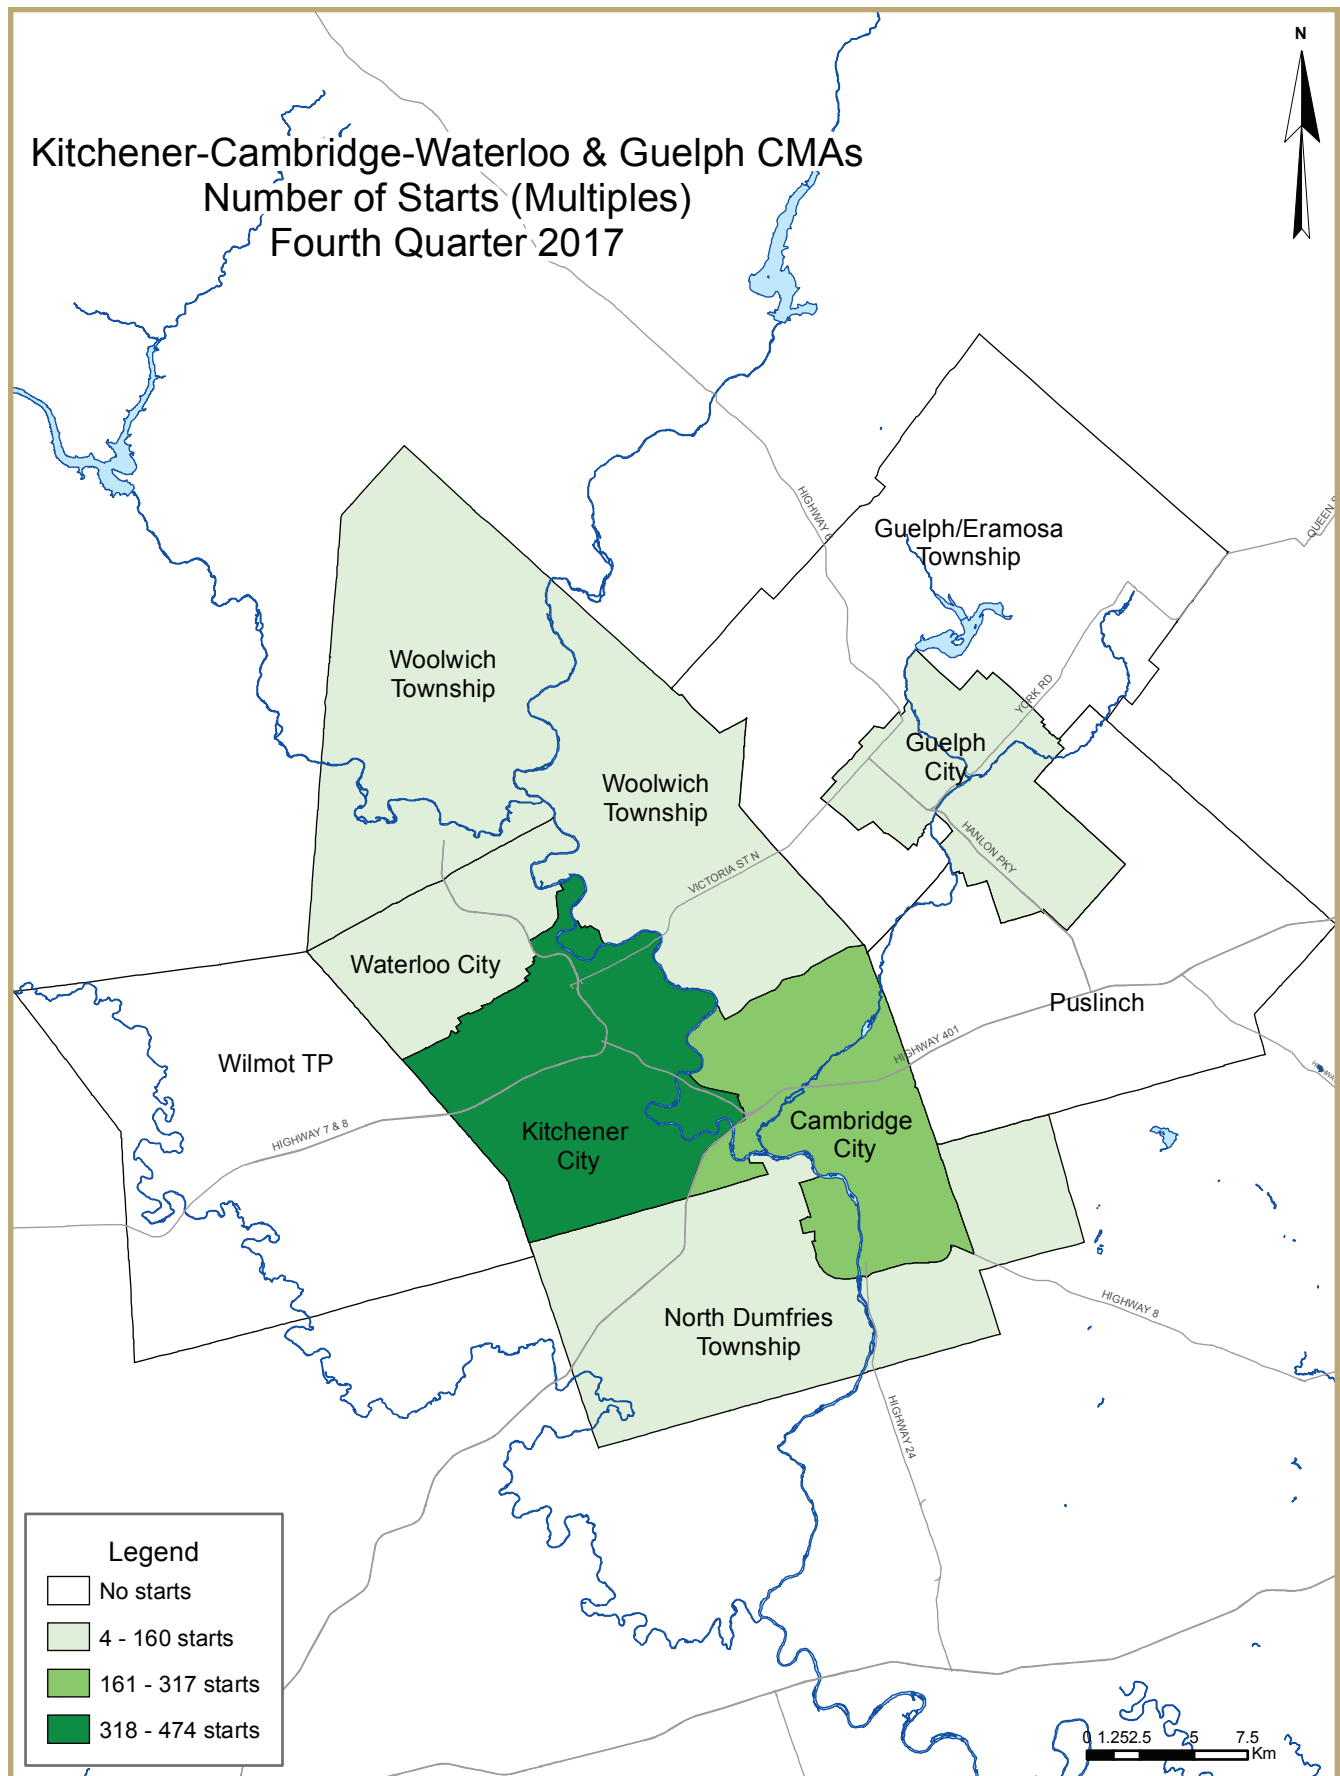 N
Kitchener-Cambridge-Waterloo & Guelph CMAs
Number of Starts (Multiples)
Fourth Quarter 2017
HIGHWAY 6
QUEEN S
Guelph/Eramosa
Township
Woolwich
Township
YORK RD
Guelph
City
Woolwich
Township
HANLON PKY
VICTORIA ST N
Waterloo City
Puslinch
HIGHWAY 401
Wilmot TP
Cambridge
City
Kitchener
City
HIGHWAY 7 & 8
HIGHWAY 8
North Dumfries
Township
HIGHWAY 24
Legend
No starts
4 - 160 starts
161 - 317 starts
318 - 474 starts
0 1.25 2.5 5 7.5
Km